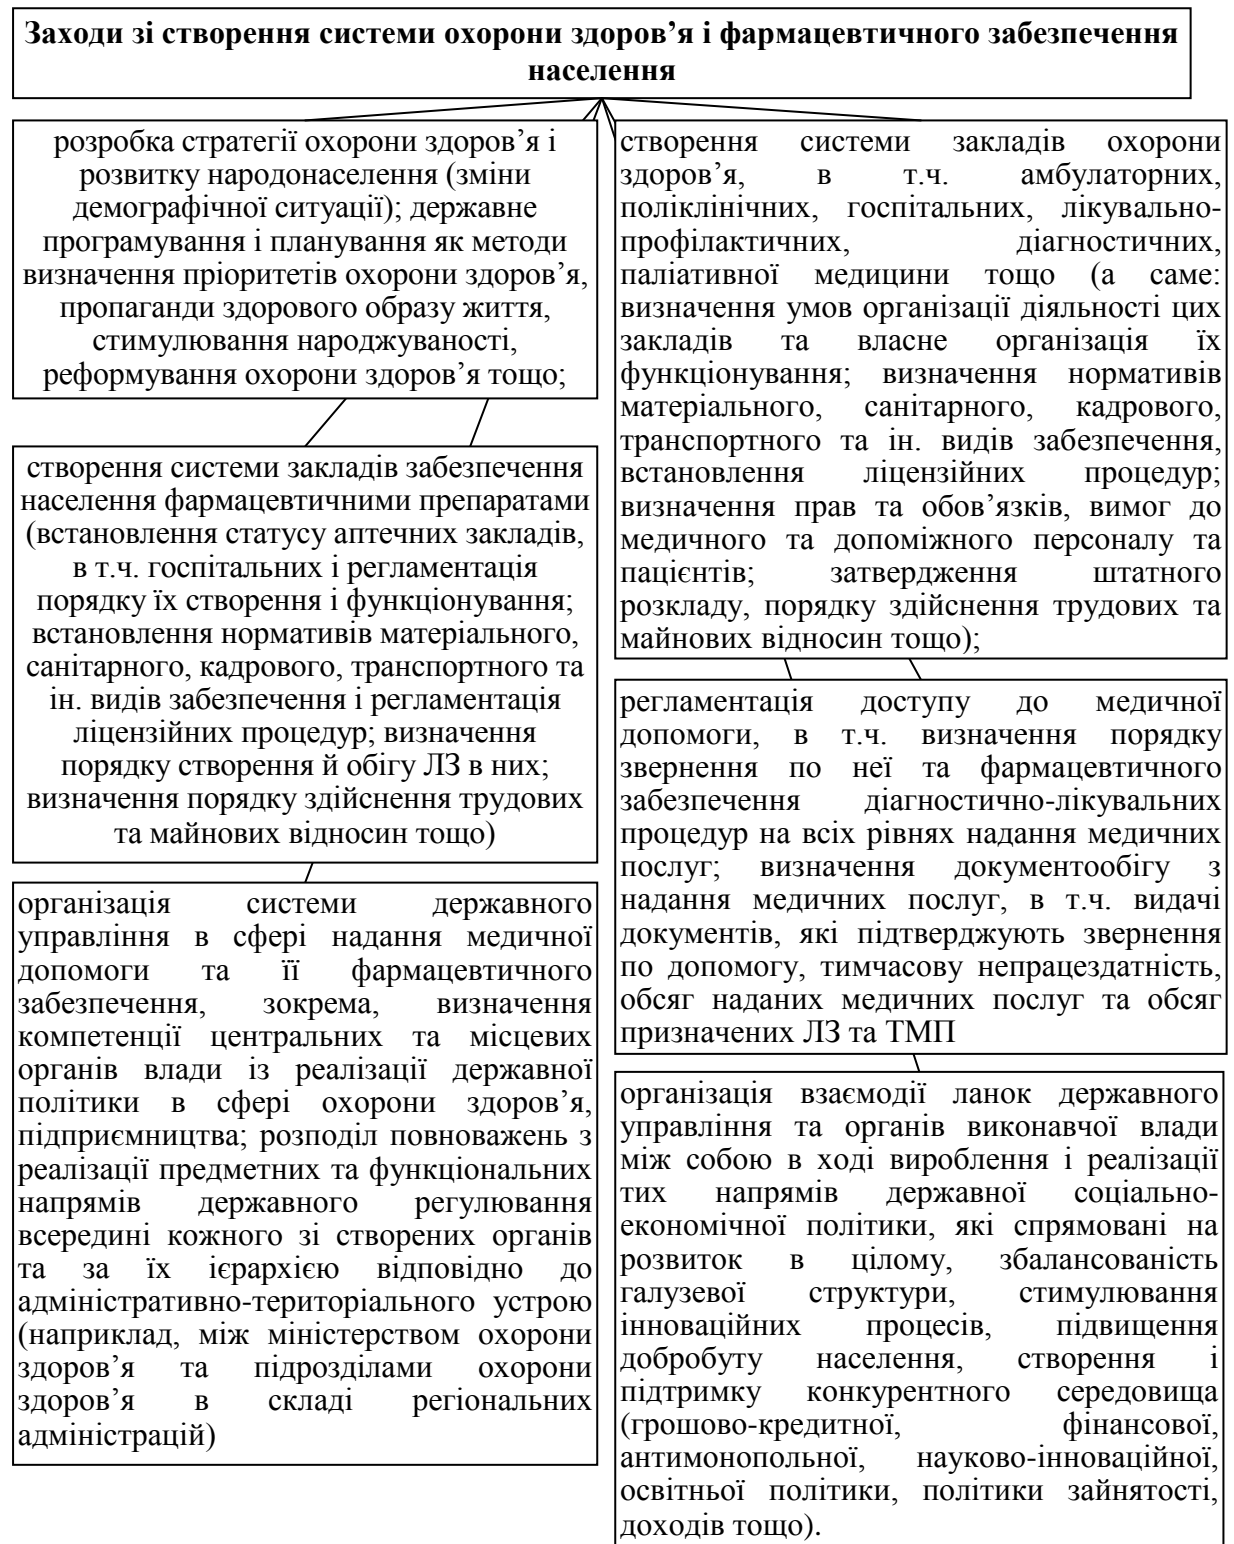 Заходи зі створення системи охорони здоров’я і фармацевтичного забезпечення
населення
розробка стратегії охорони здоров’я і
розвитку народонаселення (зміни
демографічної ситуації); державне
програмування і планування як методи
визначення пріоритетів охорони здоров’я,
пропаганди здорового образу життя,
стимулювання народжуваності,
реформування охорони здоров’я тощо;
створення системи закладів забезпечення
населення фармацевтичними препаратами
(встановлення статусу аптечних закладів,
в т.ч. госпітальних і регламентація
порядку їх створення і функціонування;
встановлення нормативів матеріального,
санітарного, кадрового, транспортного та
ін. видів забезпечення і регламентація
ліцензійних процедур; визначення
порядку створення й обігу ЛЗ в них;
визначення порядку здійснення трудових
та майнових відносин тощо)
організація системи державного
управління в сфері надання медичної
допомоги та її фармацевтичного
забезпечення, зокрема, визначення
компетенції центральних та місцевих
органів влади із реалізації державної
політики в сфері охорони здоров’я,
підприємництва; розподіл повноважень з
реалізації предметних та функціональних
напрямів державного регулювання
всередині кожного зі створених органів
та за їх ієрархією відповідно до
адміністративно-територіального устрою
(наприклад, між міністерством охорони
здоров’я та підрозділами охорони
здоров’я в складі регіональних
адміністрацій)
створення системи закладів охорони
здоров’я, в т.ч. амбулаторних,
поліклінічних, госпітальних, лікувально-
профілактичних, діагностичних,
паліативної медицини тощо (а саме:
визначення умов організації діяльності цих
закладів та власне організація їх
функціонування; визначення нормативів
матеріального, санітарного, кадрового,
транспортного та ін. видів забезпечення,
встановлення ліцензійних процедур;
визначення прав та обов’язків, вимог до
медичного та допоміжного персоналу та
пацієнтів; затвердження штатного
розкладу, порядку здійснення трудових та
майнових відносин тощо);
регламентація доступу до медичної
допомоги, в т.ч. визначення порядку
звернення по неї та фармацевтичного
забезпечення діагностично-лікувальних
процедур на всіх рівнях надання медичних
послуг; визначення документообігу з
надання медичних послуг, в т.ч. видачі
документів, які підтверджують звернення
по допомогу, тимчасову непрацездатність,
обсяг наданих медичних послуг та обсяг
призначених ЛЗ та ТМП
організація взаємодії ланок державного
управління та органів виконавчої влади
між собою в ході вироблення і реалізації
тих напрямів державної соціально-
економічної політики, які спрямовані на
розвиток в цілому, збалансованість
галузевої структури, стимулювання
інноваційних процесів, підвищення
добробуту населення, створення і
підтримку конкурентного середовища
(грошово-кредитної, фінансової,
антимонопольної, науково-інноваційної,
освітньої політики, політики зайнятості,
доходів тощо).